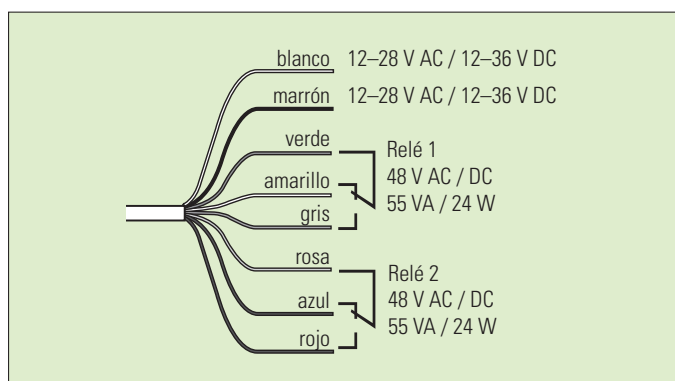 blanco 12–28 V AC / 12–36 V DC
marrón 12–28 V AC / 12–36 V DC
verde
Relé 1
48 V AC / DC
amarillo
55 VA / 24 W
gris
rosa
Relé 2
48 V AC / DC
azul
55 VA / 24 W
rojo